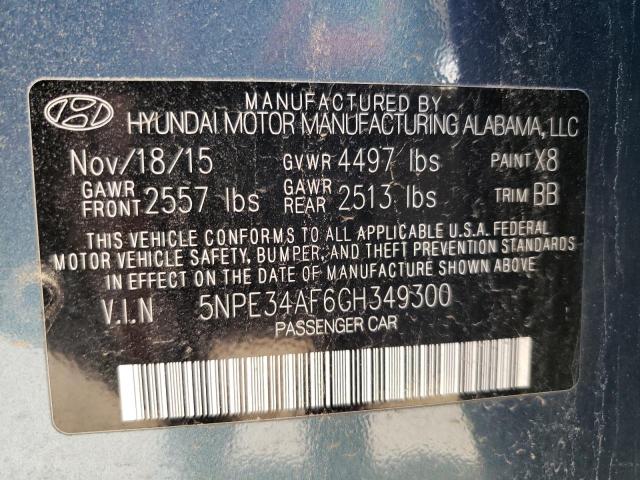 MANUFACTURED BY
HYUNDAI MOTOR MANUFACTURING ALABAMA, LLC
Nov/18/15 GVWR 4497 lbs PAINT X8
GAWR FRONT 2557 lbs GAWR REAR 2513 lbs TRIM BB
THIS VEHICLE CONFORMS TO ALL APPLICABLE U.S.A. FEDERAL
MOTOR VEHICLE SAFETY, BUMPER, AND THEFT PREVENTION STANDARDS
IN EFFECT ON THE DATE OF MANUFACTURE SHOWN ABOVE.
V.I.N 5NPE34AF6GH349300
PASSENGER CAR